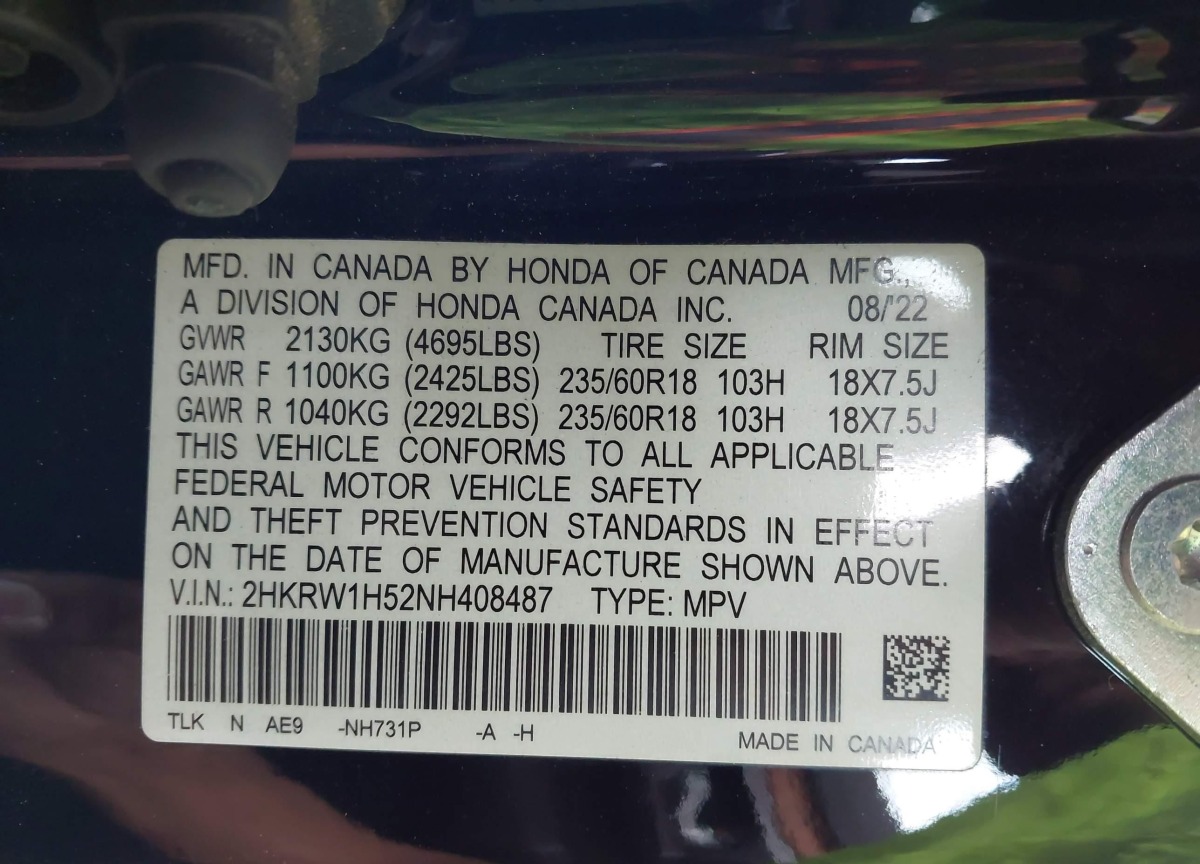 MFD. IN CANADA BY HONDA OF CANADA MFG.,
A DIVISION OF HONDA CANADA INC. 08/'22
GVWR 2130KG (4695LBS) TIRE SIZE RIM SIZE
GAWR F 1100KG (2425LBS) 235/60R18 103H 18X7.5J
GAWR R 1040KG (2292LBS) 235/60R18 103H 18X7.5J
THIS VEHICLE CONFORMS TO ALL APPLICABLE
FEDERAL MOTOR VEHICLE SAFETY
AND THEFT PREVENTION STANDARDS IN EFFECT
ON THE DATE OF MANUFACTURE SHOWN ABOVE.
V.I.N.: 2HKRW1H52NH408487 TYPE: MPV
TLK N AE9 -NH731P -A -H
MADE IN CANADA